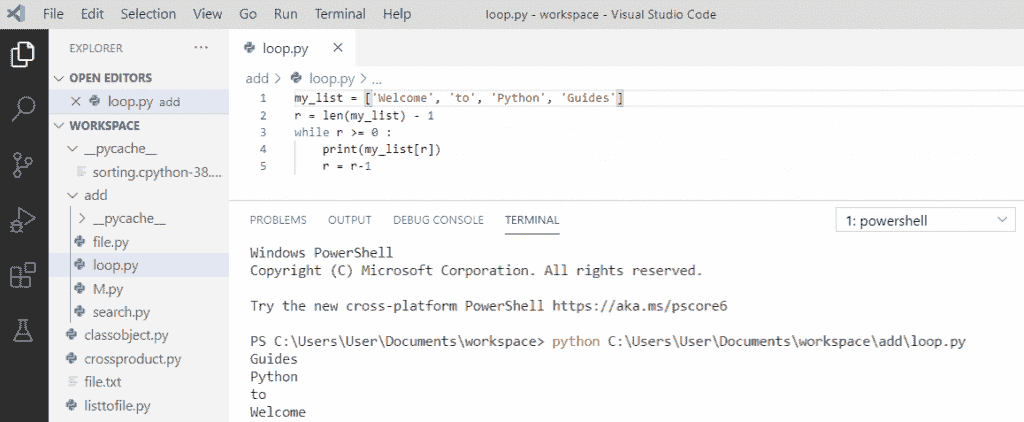 File Edit Selection View Go Run Terminal Help loop.py - workspace - Visual Studio Code
EXPLORER ...
OPEN EDITORS
loop.py add
WORKSPACE
__pycache__
sorting.cpython-38....
add
__pycache__
file.py
loop.py
M.py
search.py
classobject.py
crossproduct.py
file.txt
listtofile.py
loop.py
add > loop.py > ...
1 my_list = ['Welcome', 'to', 'Python', 'Guides']
2 r = len(my_list) - 1
3 while r >= 0 :
4 print(my_list[r])
5 r = r-1
PROBLEMS OUTPUT DEBUG CONSOLE TERMINAL 1: powershell
Windows PowerShell
Copyright (C) Microsoft Corporation. All rights reserved.
Try the new cross-platform PowerShell https://aka.ms/pscore6
PS C:\Users\User\Documents\workspace> python C:\Users\User\Documents\workspace\add\loop.py
Guides
Python
to
Welcome